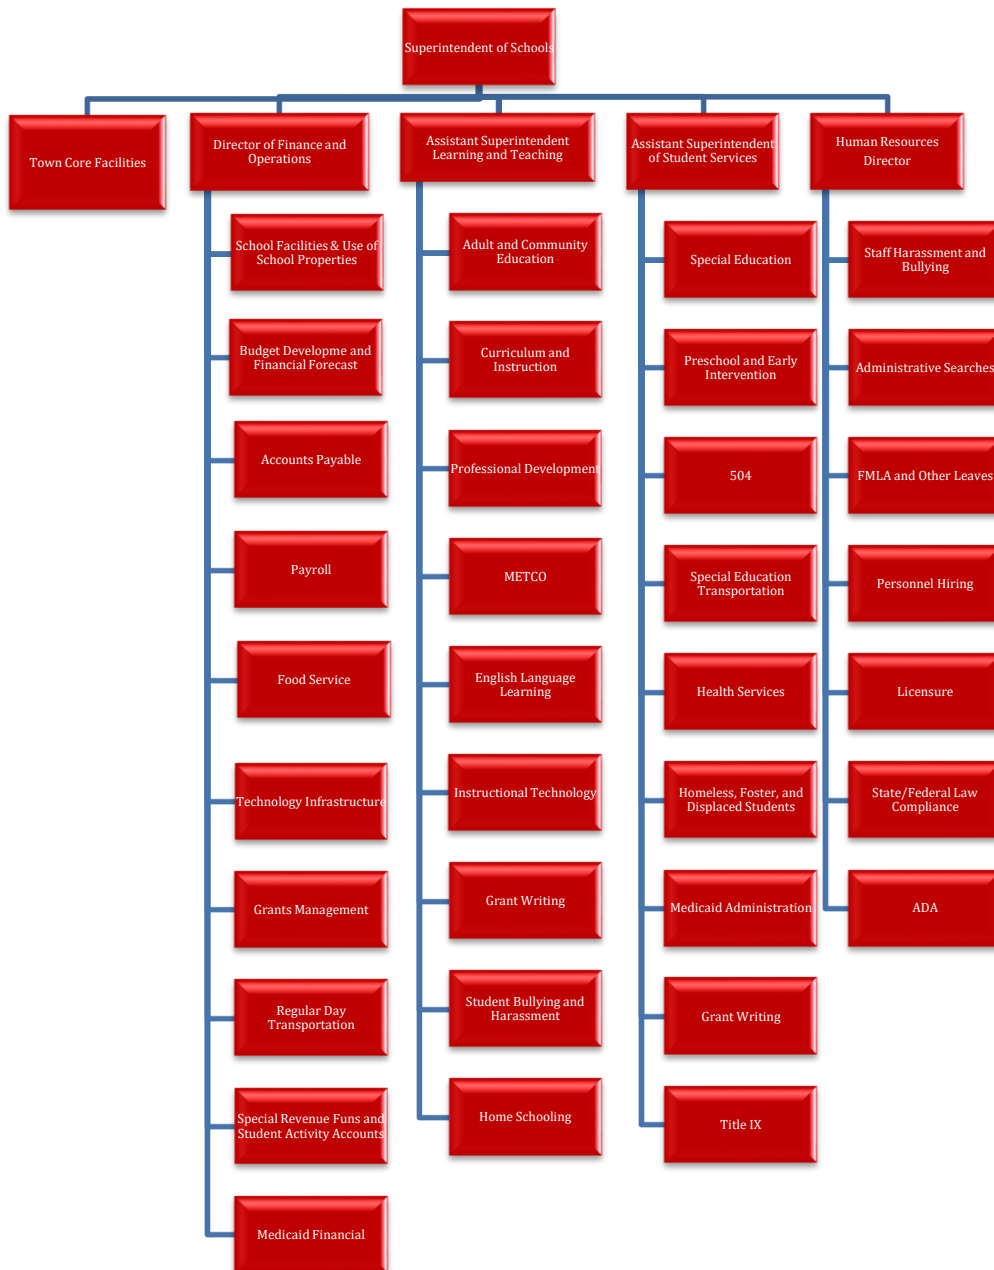 Superintendent of Schools
Town Core Facilities
Director of Finance and
Operations
School Facilities & Use of
School Properties
Budget Developme and
Financial Forecast
Accounts Payable
Payroll
Food Service
Technology Infrastructure
Grants Management
Regular Day
Transportation
Special Revenue Funs and
Student Activity Accounts
Medicaid Financial
Assistant Superintendent
Learning and Teaching
Adult and Community
Education
Curriculum and
Instruction
Professional Development
METCO
English Language
Learning
Instructional Technology
Grant Writing
Student Bullying and
Harassment
Home Schooling
Assistant Superintendent
of Student Services
Special Education
Preschool and Early
Intervention
504
Special Education
Transportation
Health Services
Homeless, Foster, and
Displaced Students
Medicaid Administration
Grant Writing
Title IX
Human Resources
Director
Staff Harassment and
Bullying
Administrative Searches
FMLA and Other Leaves
Personnel Hiring
Licensure
State/Federal Law
Compliance
ADA